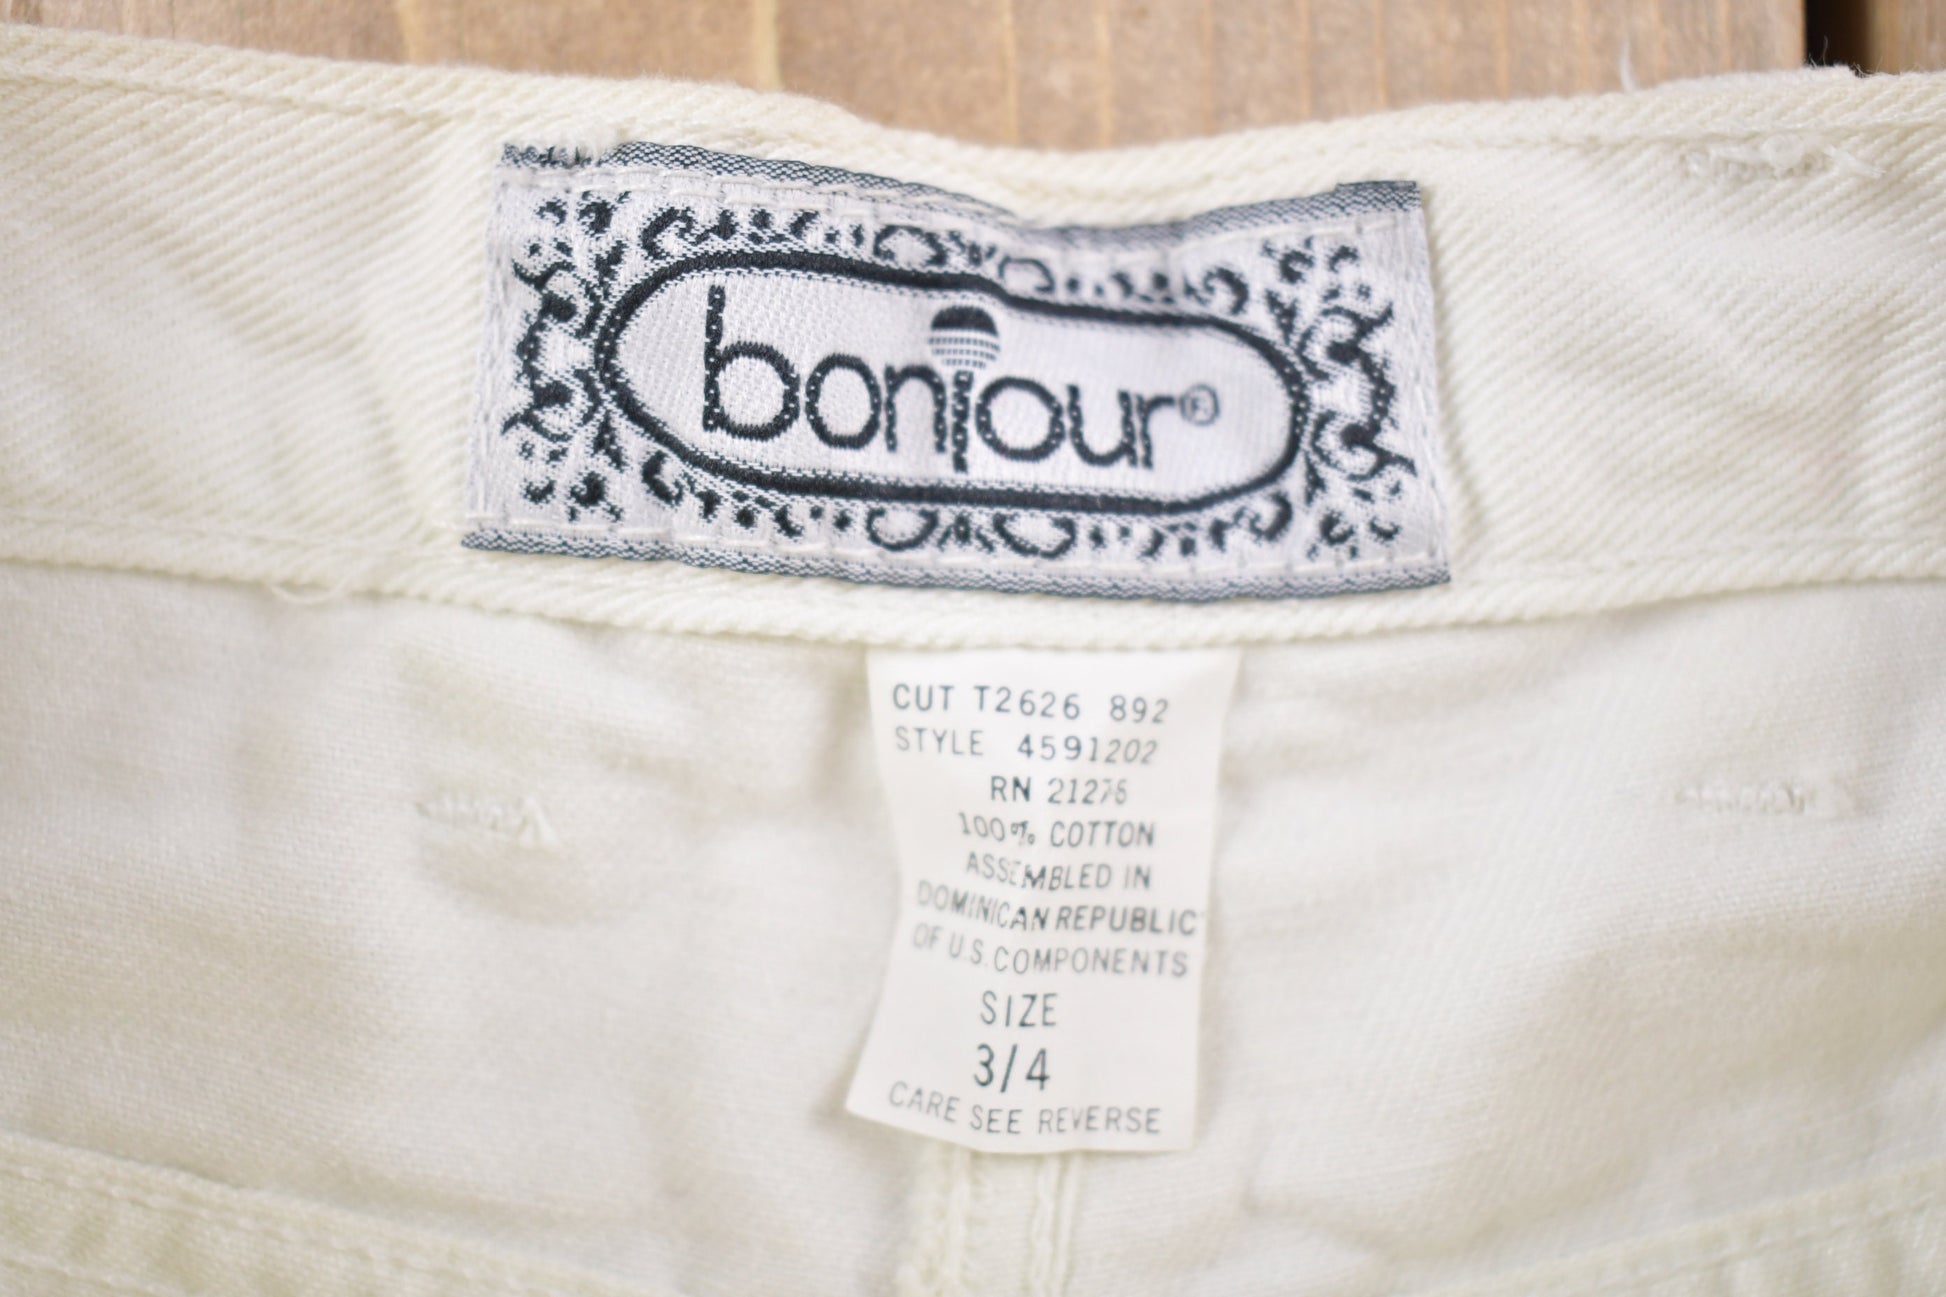 bonjour®
CUT T2626 892
STYLE 4591202
RN 21276
100% COTTON
ASSEMBLED IN
DOMINICAN REPUBLIC
OF U.S. COMPONENTS
SIZE
3/4
CARE SEE REVERSE